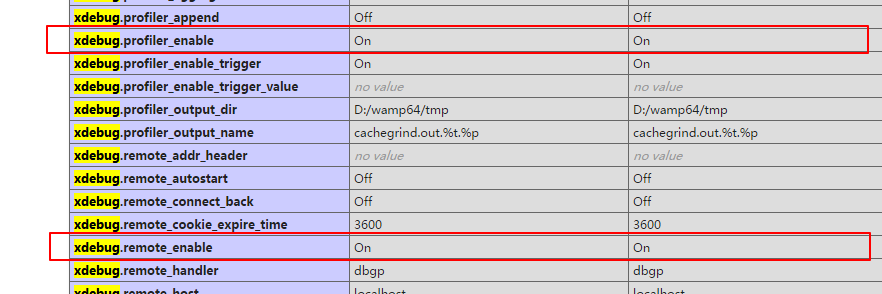 xdebug.profiler_append Off Off
xdebug.profiler_enable On On
xdebug.profiler_enable_trigger On On
xdebug.profiler_enable_trigger_value no value no value
xdebug.profiler_output_dir D:/wamp64/tmp D:/wamp64/tmp
xdebug.profiler_output_name cachegrind.out.%t.%p cachegrind.out.%t.%p
xdebug.remote_addr_header no value no value
xdebug.remote_autostart Off Off
xdebug.remote_connect_back Off Off
xdebug.remote_cookie_expire_time 3600 3600
xdebug.remote_enable On On
xdebug.remote_handler dbgp dbgp
xdebug.remote_host localhost localhost